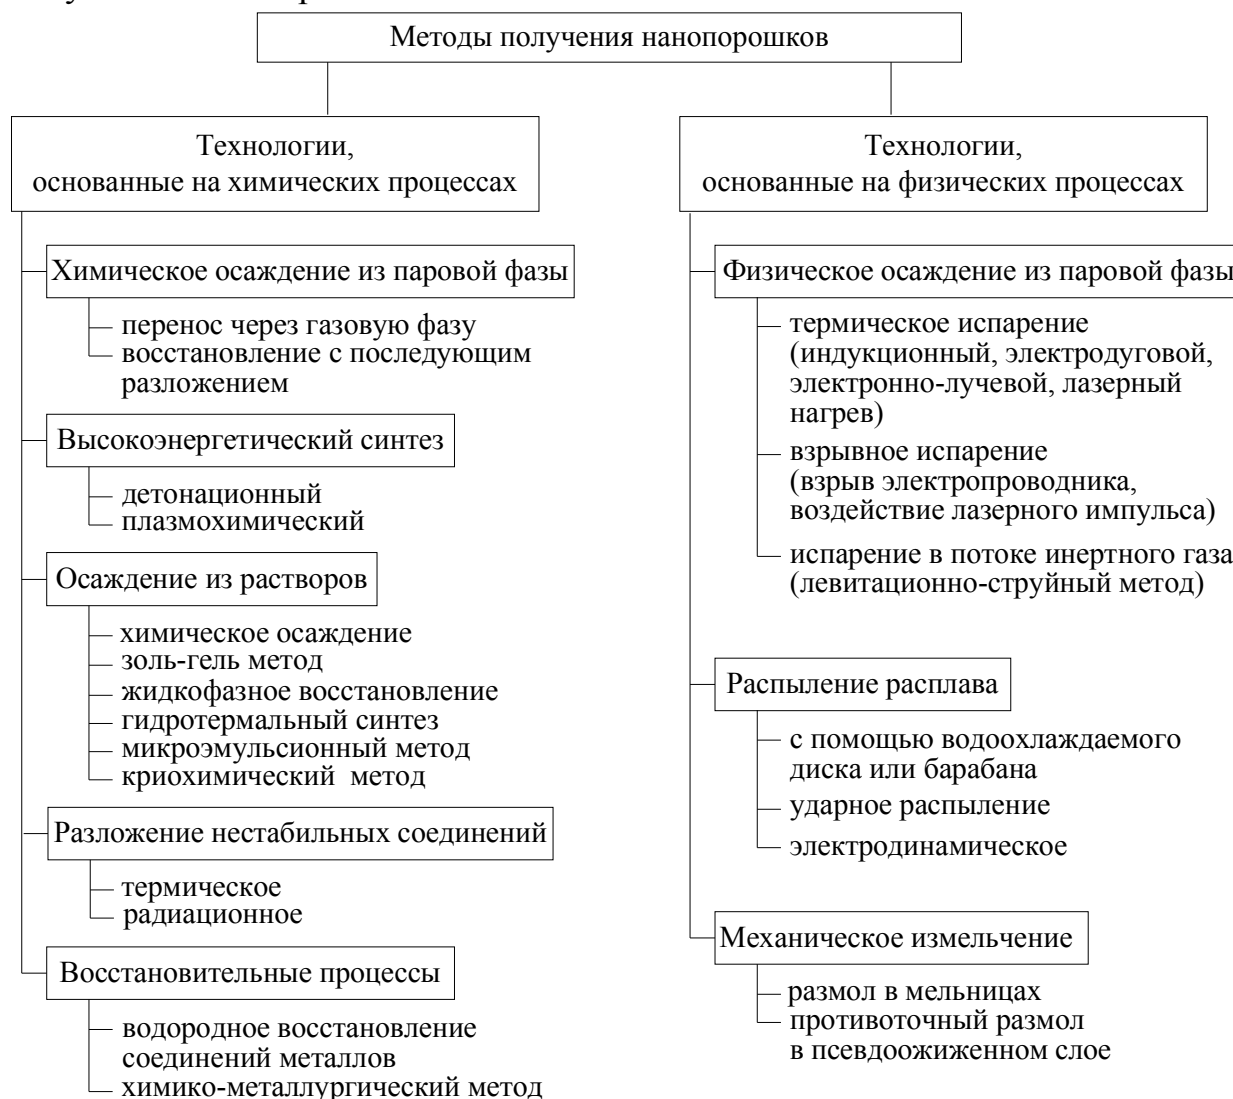 Методы получения нанопорошков
Технологии,
основанные на химических процессах
Химическое осаждение из паровой фазы
перенос через газовую фазу
восстановление с последующим
разложением
Высокоэнергетический синтез
детонационный
плазмохимический
Осаждение из растворов
химическое осаждение
золь-гель метод
жидкофазное восстановление
гидротермальный синтез
микроэмульсионный метод
криохимический метод
Разложение нестабильных соединений
термическое
радиационное
Восстановительные процессы
водородное восстановление
соединений металлов
химико-металлургический метод
Технологии,
основанные на физических процессах
Физическое осаждение из паровой фазы
термическое испарение
(индукционный, электродуговой,
электронно-лучевой, лазерный
нагрев)
взрывное испарение
(взрыв электропроводника,
воздействие лазерного импульса)
испарение в потоке инертного газа
(левитационно-струйный метод)
Распыление расплава
с помощью водоохлаждаемого
диска или барабана
ударное распыление
электродинамическое
Механическое измельчение
размол в мельницах
противоточный размол
в псевдоожиженном слое